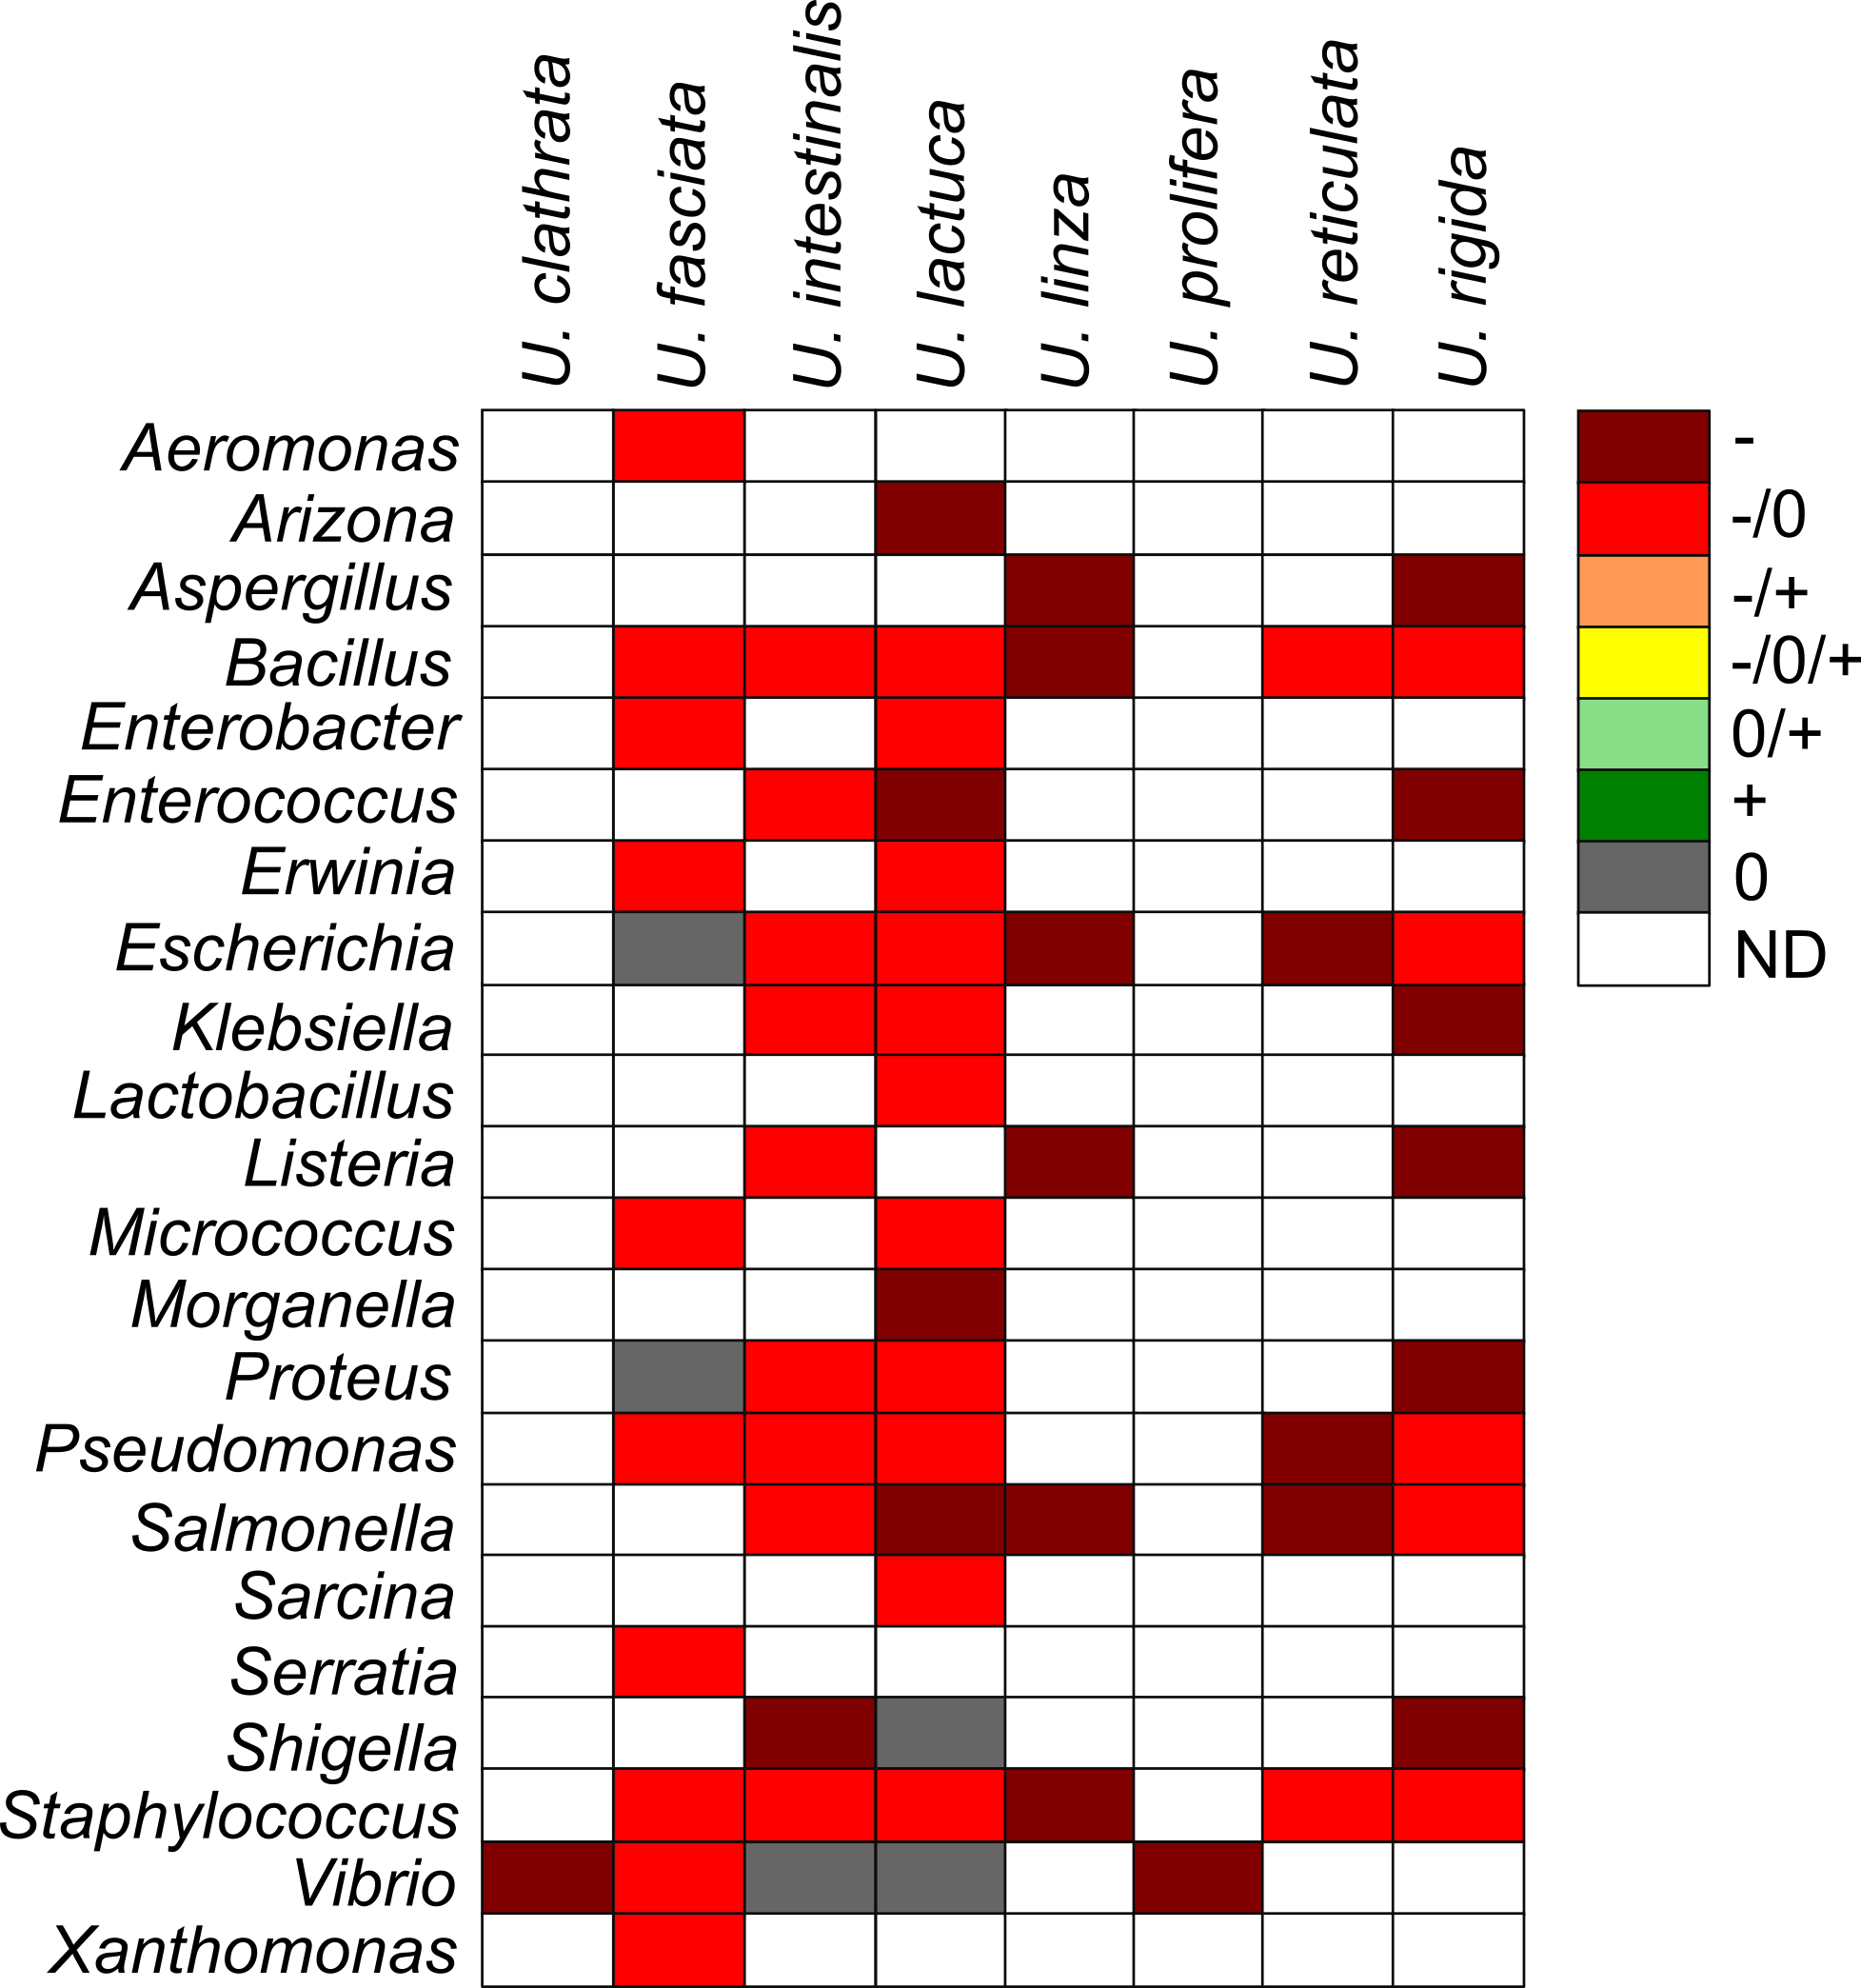 U. clathrata
U. fasciata
U. intestinalis
U. lactuca
U. linza
U. prolifera
U. reticulata
U. rigida
Aeromonas
Arizona
Aspergillus
Bacillus
Enterobacter
Enterococcus
Erwinia
Escherichia
Klebsiella
Lactobacillus
Listeria
Micrococcus
Morganella
Proteus
Pseudomonas
Salmonella
Sarcina
Serratia
Shigella
Staphylococcus
Vibrio
Xanthomonas
-
-/0
-/+
-/0/+
0/+
+
0
ND